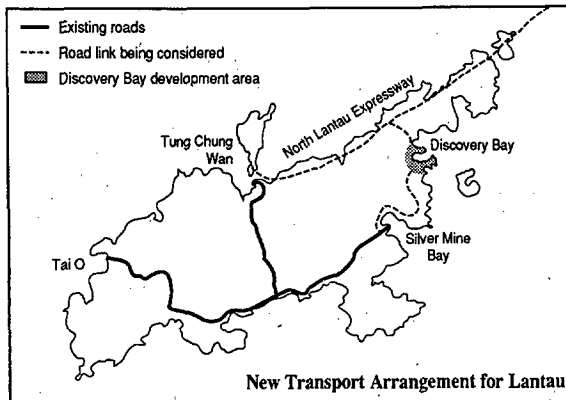 Existing roads
Road link being considered
Discovery Bay development area
North Lantau Expressway
Tung Chung
Wan
Discovery Bay
Silver Mine
Bay
Tai O
New Transport Arrangement for Lantau